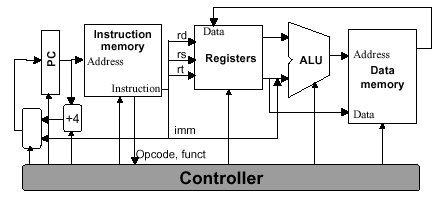 PC
Instruction
memory
Address
Instruction
+4
rd
rs
rt
imm
Opcode, funct
Data
Registers
ALU
Address
Data
memory
Data
Controller